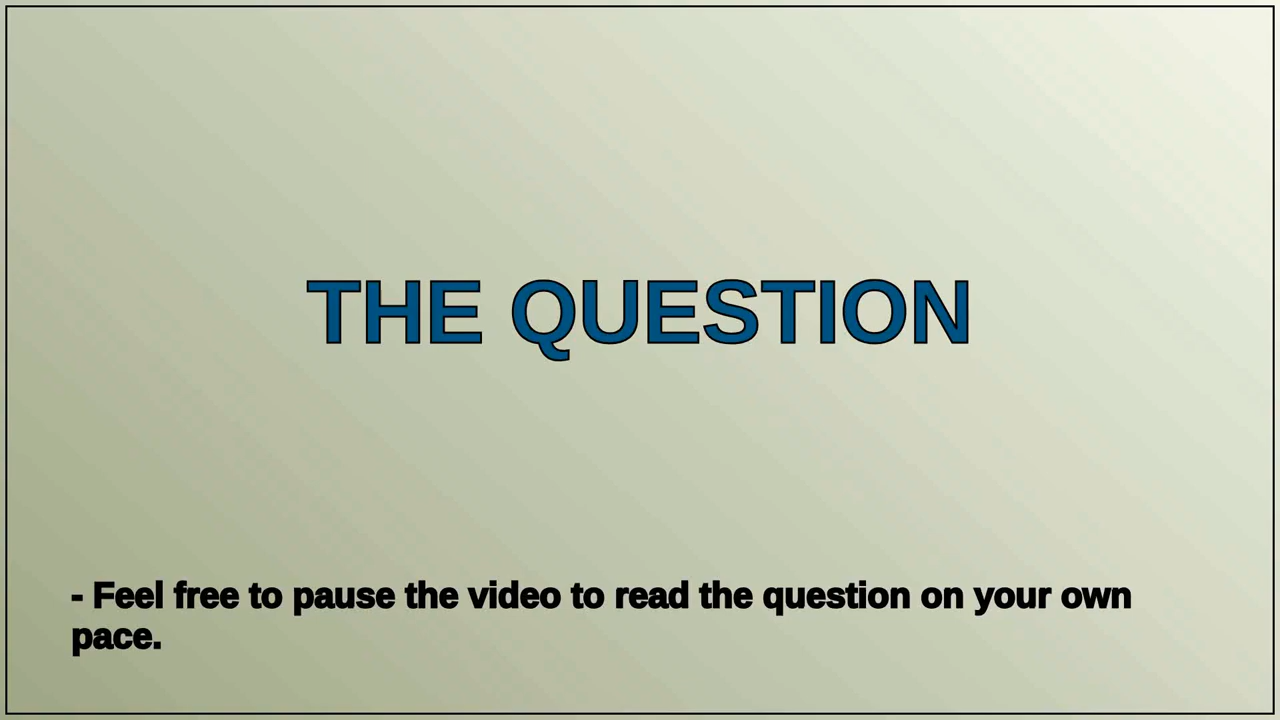 THE QUESTION
- Feel free to pause the video to read the question on your own
pace.